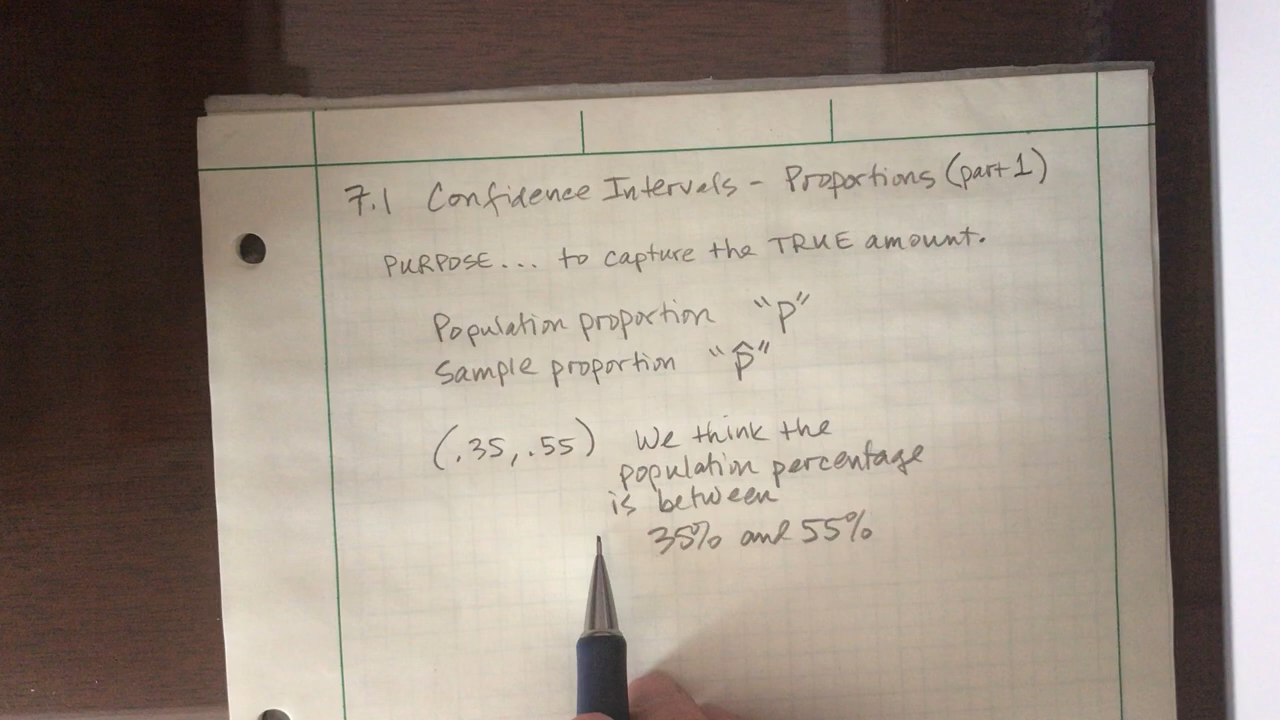 7.1 Confidence Intervals - Proportions (part 1)
PURPOSE... to capture the TRUE amount.
Population proportion "p"
Sample proportion "p̂"
(.35, .55) We think the
population percentage
is between
35% and 55%